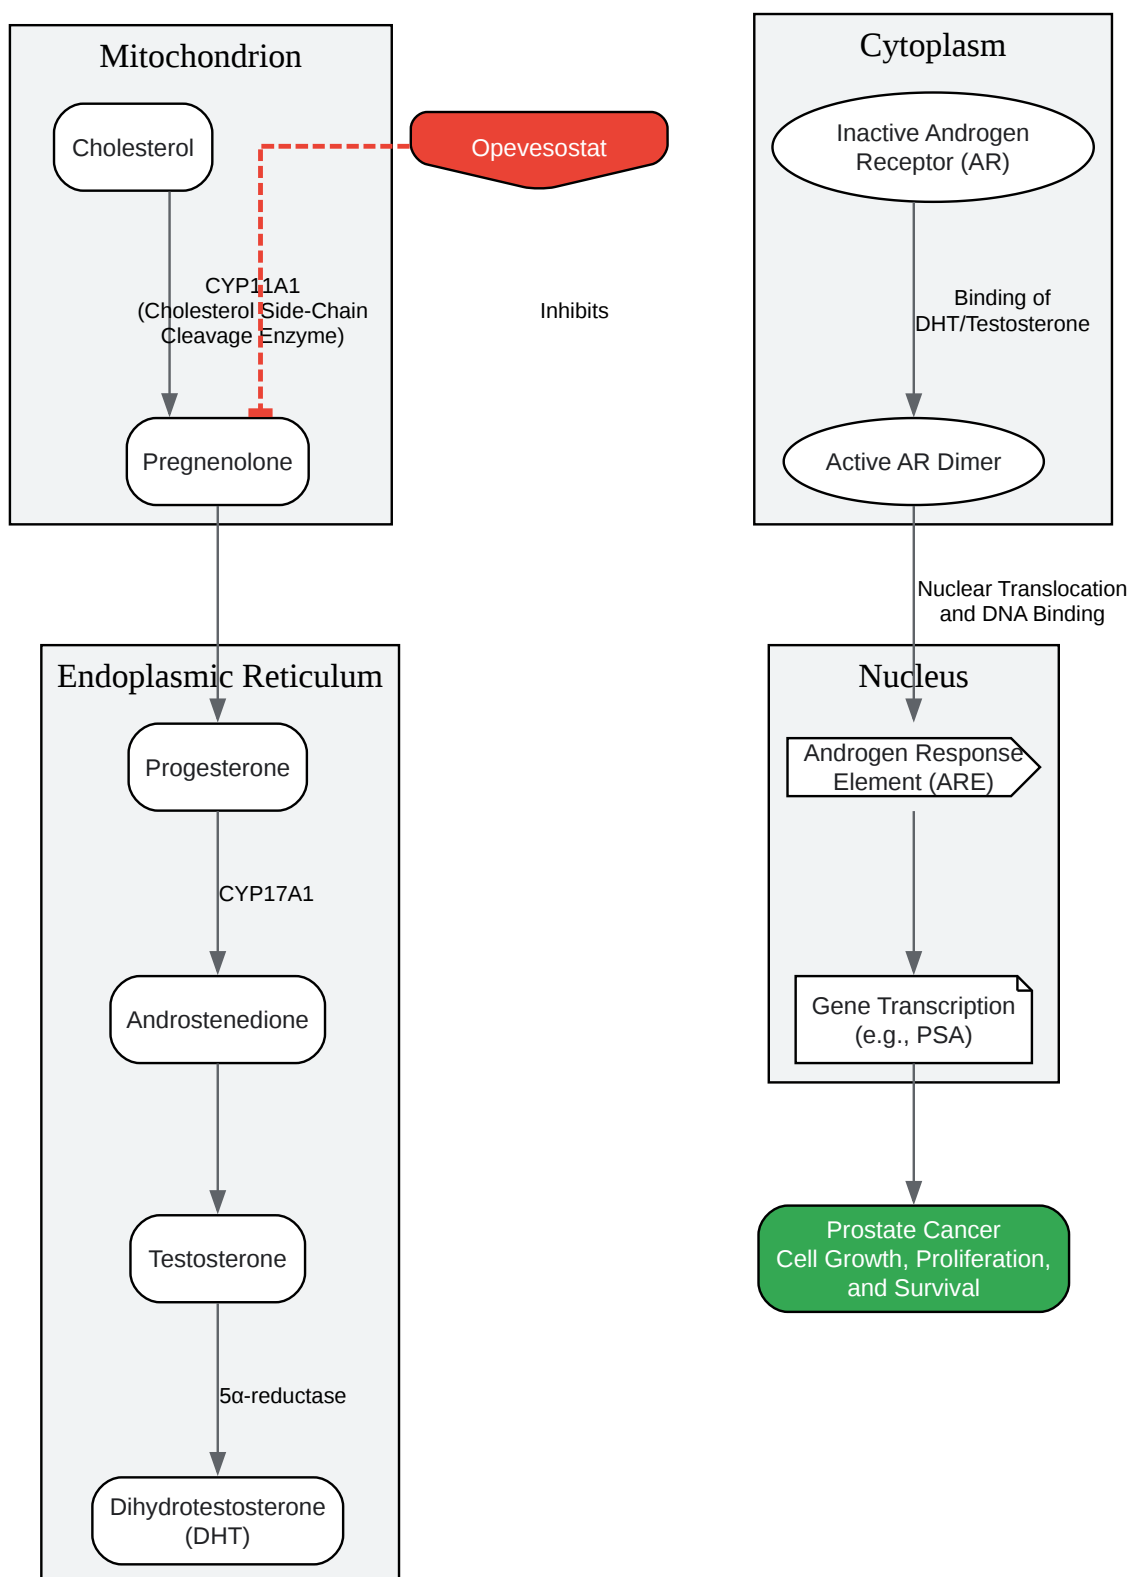 Mitochondrion
Cholesterol
CYP11A1
(Cholesterol Side-Chain
Cleavage Enzyme)
Pregnenolone
Opevesostat
Inhibits
Endoplasmic Reticulum
Progesterone
CYP17A1
Androstenedione
Testosterone
5α-reductase
Dihydrotestosterone
(DHT)
Cytoplasm
Inactive Androgen
Receptor (AR)
Binding of
DHT/Testosterone
Active AR Dimer
Nuclear Translocation
and DNA Binding
Nucleus
Androgen Response
Element (ARE)
Gene Transcription
(e.g., PSA)
Prostate Cancer
Cell Growth, Proliferation,
and Survival